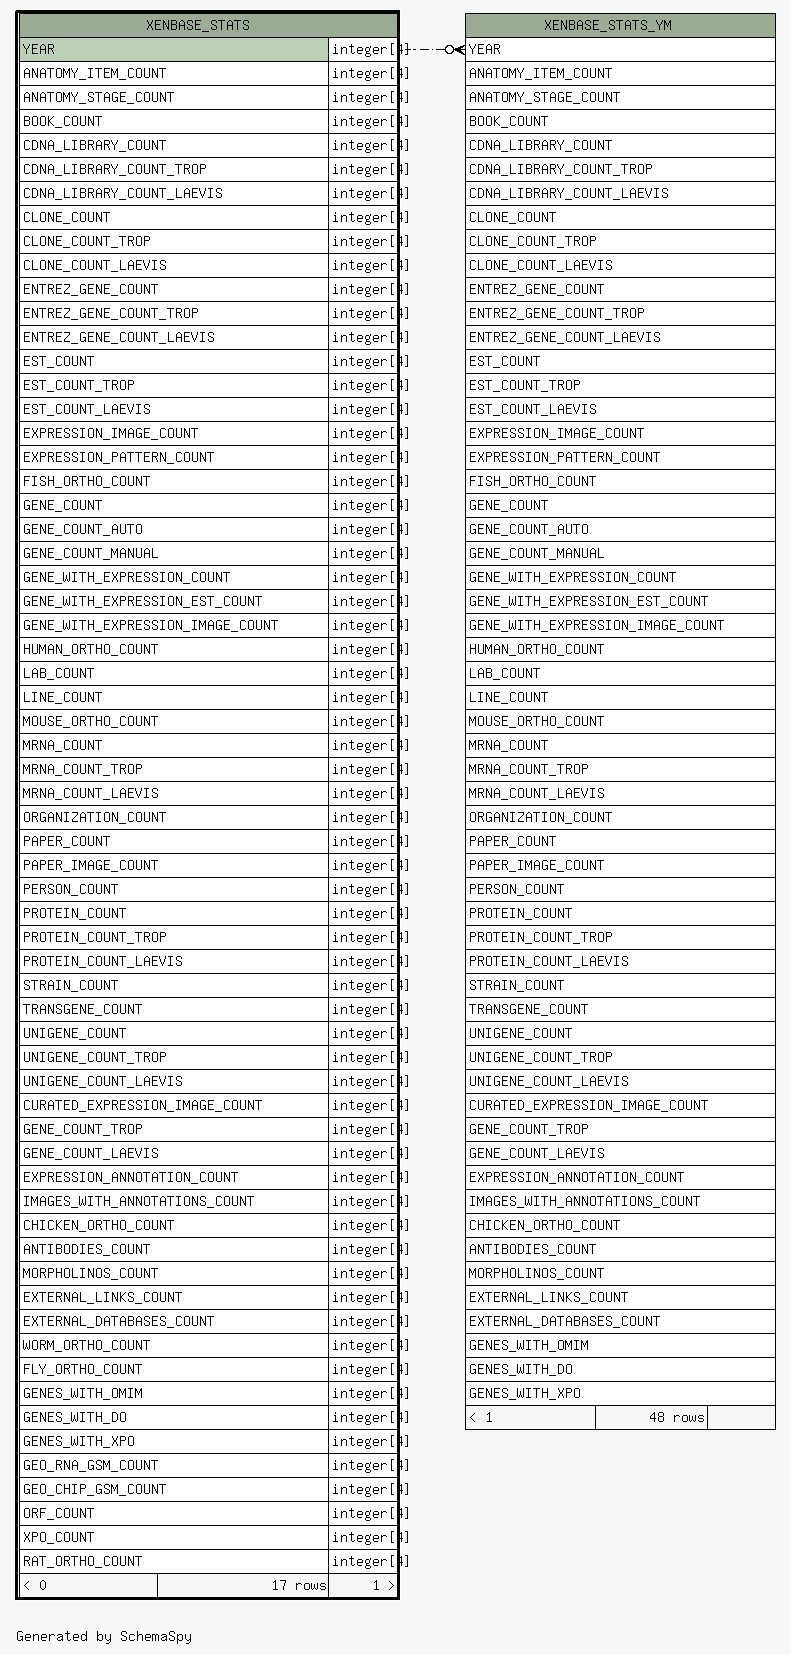 XENBASE_STATS
YEAR integer[4]
ANATOMY_ITEM_COUNT integer[4]
ANATOMY_STAGE_COUNT integer[4]
BOOK_COUNT integer[4]
CDNA_LIBRARY_COUNT integer[4]
CDNA_LIBRARY_COUNT_TROP integer[4]
CDNA_LIBRARY_COUNT_LAEVIS integer[4]
CLONE_COUNT integer[4]
CLONE_COUNT_TROP integer[4]
CLONE_COUNT_LAEVIS integer[4]
ENTREZ_GENE_COUNT integer[4]
ENTREZ_GENE_COUNT_TROP integer[4]
ENTREZ_GENE_COUNT_LAEVIS integer[4]
EST_COUNT integer[4]
EST_COUNT_TROP integer[4]
EST_COUNT_LAEVIS integer[4]
EXPRESSION_IMAGE_COUNT integer[4]
EXPRESSION_PATTERN_COUNT integer[4]
FISH_ORTHO_COUNT integer[4]
GENE_COUNT integer[4]
GENE_COUNT_AUTO integer[4]
GENE_COUNT_MANUAL integer[4]
GENE_WITH_EXPRESSION_COUNT integer[4]
GENE_WITH_EXPRESSION_EST_COUNT integer[4]
GENE_WITH_EXPRESSION_IMAGE_COUNT integer[4]
HUMAN_ORTHO_COUNT integer[4]
LAB_COUNT integer[4]
LINE_COUNT integer[4]
MOUSE_ORTHO_COUNT integer[4]
MRNA_COUNT integer[4]
MRNA_COUNT_TROP integer[4]
MRNA_COUNT_LAEVIS integer[4]
ORGANIZATION_COUNT integer[4]
PAPER_COUNT integer[4]
PAPER_IMAGE_COUNT integer[4]
PERSON_COUNT integer[4]
PROTEIN_COUNT integer[4]
PROTEIN_COUNT_TROP integer[4]
PROTEIN_COUNT_LAEVIS integer[4]
STRAIN_COUNT integer[4]
TRANSGENE_COUNT integer[4]
UNIGENE_COUNT integer[4]
UNIGENE_COUNT_TROP integer[4]
UNIGENE_COUNT_LAEVIS integer[4]
CURATED_EXPRESSION_IMAGE_COUNT integer[4]
GENE_COUNT_TROP integer[4]
GENE_COUNT_LAEVIS integer[4]
EXPRESSION_ANNOTATION_COUNT integer[4]
IMAGES_WITH_ANNOTATIONS_COUNT integer[4]
CHICKEN_ORTHO_COUNT integer[4]
ANTIBODIES_COUNT integer[4]
MORPHOLINOS_COUNT integer[4]
EXTERNAL_LINKS_COUNT integer[4]
EXTERNAL_DATABASES_COUNT integer[4]
WORM_ORTHO_COUNT integer[4]
FLY_ORTHO_COUNT integer[4]
GENES_WITH_OMIM integer[4]
GENES_WITH_DO integer[4]
GENES_WITH_XPO integer[4]
GEO_RNA_GSM_COUNT integer[4]
GEO_CHIP_GSM_COUNT integer[4]
ORF_COUNT integer[4]
XPO_COUNT integer[4]
RAT_ORTHO_COUNT integer[4]
< 0 17 rows 1 >
XENBASE_STATS_YM
YEAR
ANATOMY_ITEM_COUNT
ANATOMY_STAGE_COUNT
BOOK_COUNT
CDNA_LIBRARY_COUNT
CDNA_LIBRARY_COUNT_TROP
CDNA_LIBRARY_COUNT_LAEVIS
CLONE_COUNT
CLONE_COUNT_TROP
CLONE_COUNT_LAEVIS
ENTREZ_GENE_COUNT
ENTREZ_GENE_COUNT_TROP
ENTREZ_GENE_COUNT_LAEVIS
EST_COUNT
EST_COUNT_TROP
EST_COUNT_LAEVIS
EXPRESSION_IMAGE_COUNT
EXPRESSION_PATTERN_COUNT
FISH_ORTHO_COUNT
GENE_COUNT
GENE_COUNT_AUTO
GENE_COUNT_MANUAL
GENE_WITH_EXPRESSION_COUNT
GENE_WITH_EXPRESSION_EST_COUNT
GENE_WITH_EXPRESSION_IMAGE_COUNT
HUMAN_ORTHO_COUNT
LAB_COUNT
LINE_COUNT
MOUSE_ORTHO_COUNT
MRNA_COUNT
MRNA_COUNT_TROP
MRNA_COUNT_LAEVIS
ORGANIZATION_COUNT
PAPER_COUNT
PAPER_IMAGE_COUNT
PERSON_COUNT
PROTEIN_COUNT
PROTEIN_COUNT_TROP
PROTEIN_COUNT_LAEVIS
STRAIN_COUNT
TRANSGENE_COUNT
UNIGENE_COUNT
UNIGENE_COUNT_TROP
UNIGENE_COUNT_LAEVIS
CURATED_EXPRESSION_IMAGE_COUNT
GENE_COUNT_TROP
GENE_COUNT_LAEVIS
EXPRESSION_ANNOTATION_COUNT
IMAGES_WITH_ANNOTATIONS_COUNT
CHICKEN_ORTHO_COUNT
ANTIBODIES_COUNT
MORPHOLINOS_COUNT
EXTERNAL_LINKS_COUNT
EXTERNAL_DATABASES_COUNT
GENES_WITH_OMIM
GENES_WITH_DO
GENES_WITH_XPO
< 1 48 rows
Generated by SchemaSpy